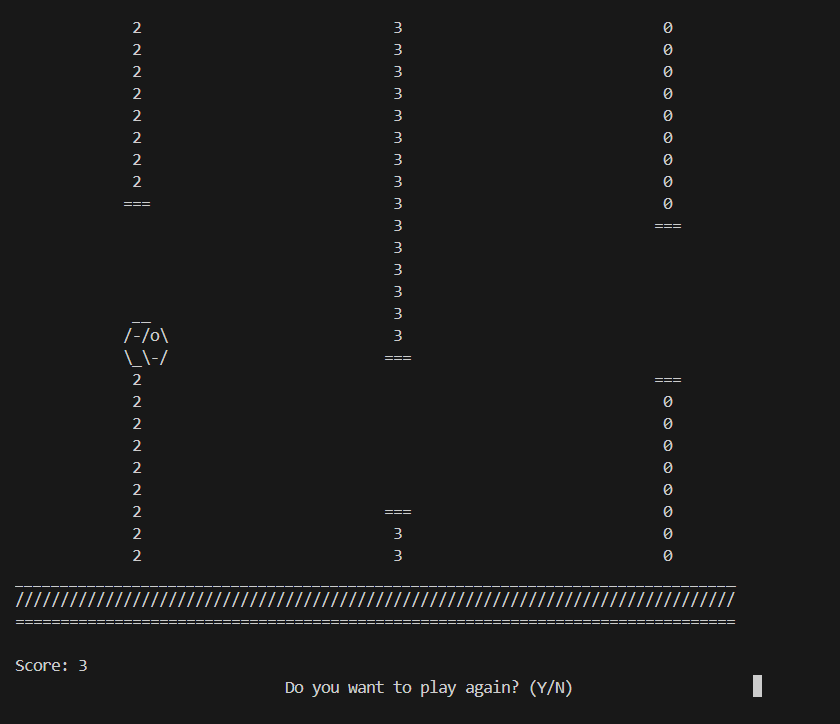 2 3 0
2 3 0
2 3 0
2 3 0
2 3 0
2 3 0
2 3 0
2 3 0
=== 3 0
3 ===
3
3
3
__ 3
/-/o\ 3
\_\-/ ===
2 ===
2 0
2 0
2 0
2 0
2 0
2 === 0
2 3 0
2 3 0
________________________________________________________________________________
////////////////////////////////////////////////////////////////////////////////
================================================================================
Score: 3
Do you want to play again? (Y/N)